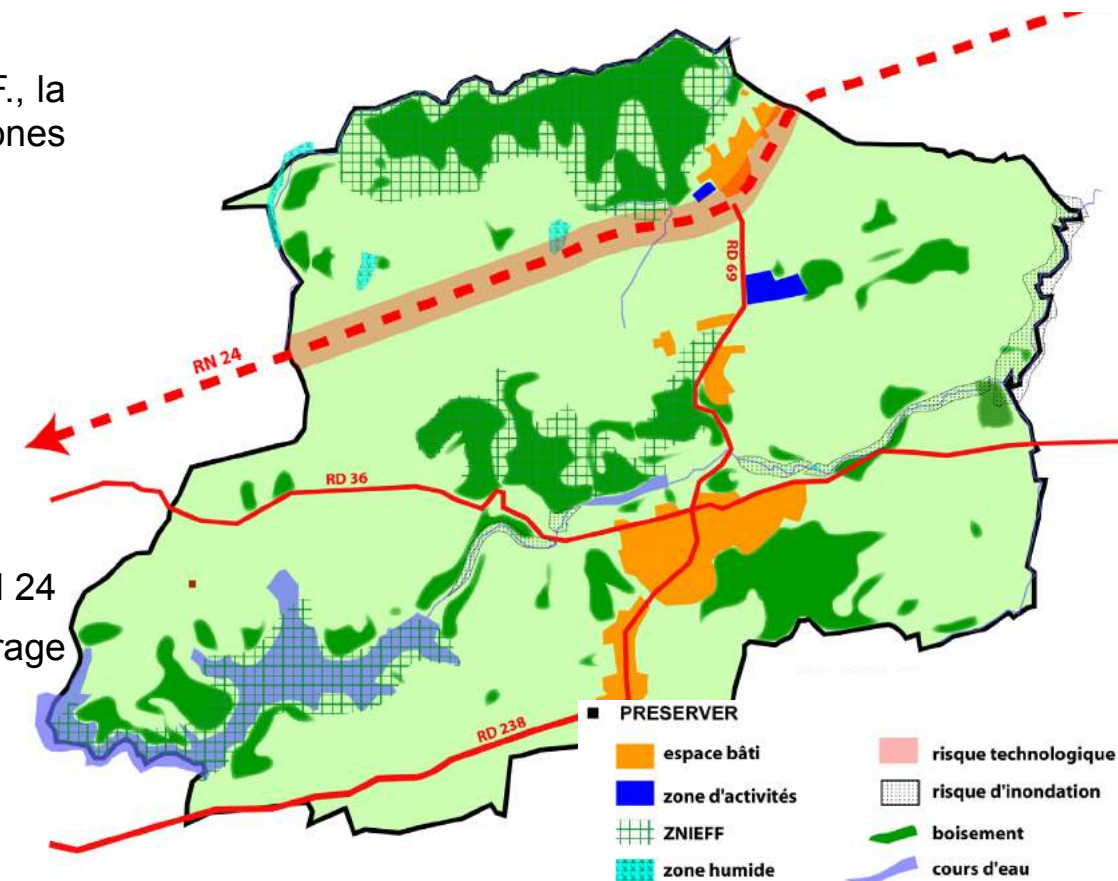 F., la
ones
RN 24
RD 69
RD 36
24
rage
RD 238
PRESERVER
espace bâti
risque technologique
zone d'activités
risque d'inondation
ZNIEFF
boisement
zone humide
cours d'eau